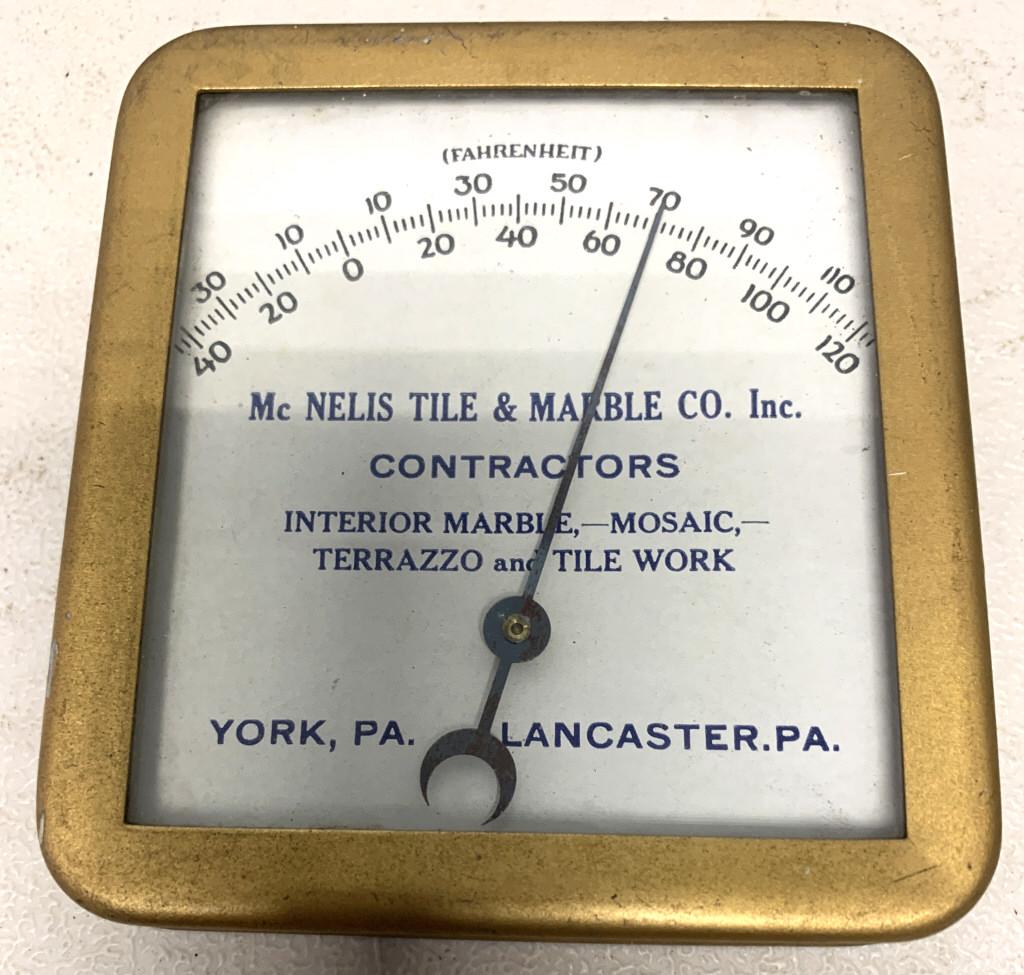 (FAHRENHEIT)
30 10 10 30 50 70 90 110
40 20 0 20 40 60 80 100 120
Mc NELIS TILE & MARBLE CO. Inc.
CONTRACTORS
INTERIOR MARBLE,—MOSAIC,—
TERRAZZO and TILE WORK
YORK, PA. LANCASTER.PA.